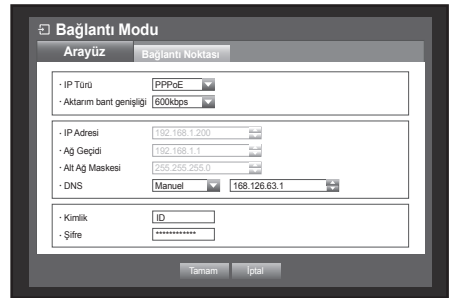 Bağlantı Modu
Arayüz Bağlantı Noktası
· IP Türü PPPoE
· Aktarım bant genişliği 600kbps
· IP Adresi 192.168.1.200
· Ağ Geçidi 192.168.1.1
· Alt Ağ Maskesi 255.255.255.0
· DNS Manuel 168.126.63.1
· Kimlik ID
· Şifre ************
Tamam İptal